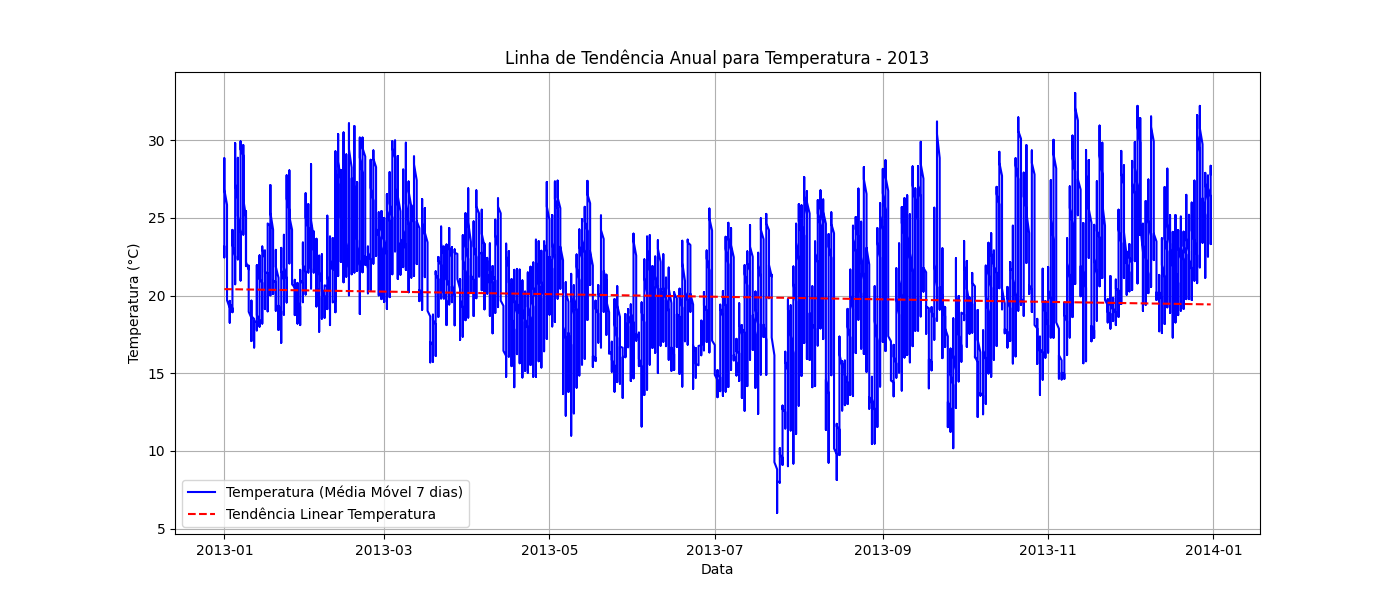 Linha de Tendência Anual para Temperatura - 2013
Temperatura (°C)
30
25
20
15
10
5
Temperatura (Média Móvel 7 dias)
Tendência Linear Temperatura
2013-01
2013-03
2013-05
2013-07
2013-09
2013-11
2014-01
Data